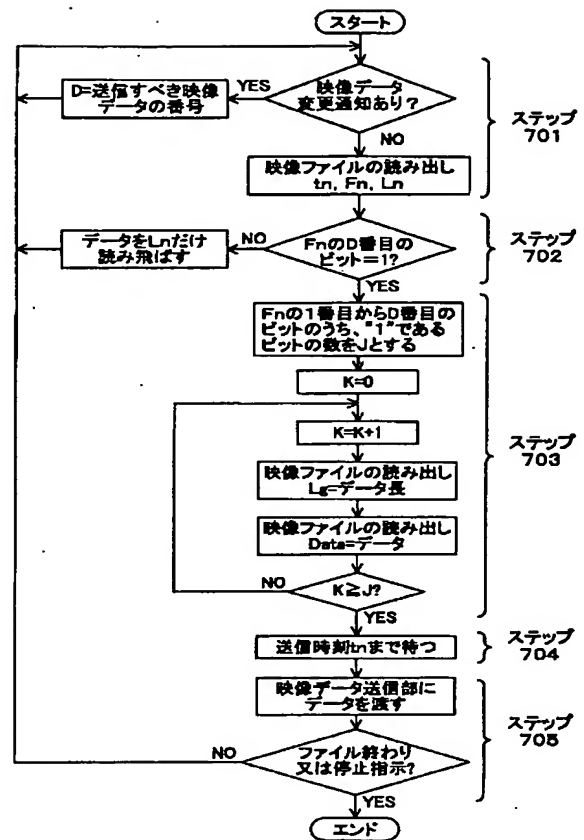 スタート
映像データ
変更通知あり?
YES
D=送信すべき映像
データの番号
NO
映像ファイルの読み出し
tn, Fn, Ln
ステップ
701
FnのD番目の
ビット=1?
NO
データをLnだけ
読み飛ばす
YES
ステップ
702
Fnの1番目からD番目の
ビットのうち、"1"である
ビットの数をJとする
K=0
K=K+1
映像ファイルの読み出し
Lg=データ長
映像ファイルの読み出し
Data=データ
K≧J?
NO
YES
ステップ
703
送信時刻tnまで待つ
ステップ
704
映像データ送信部に
データを渡す
ファイル終わり
又は停止指示?
NO
YES
ステップ
705
エンド